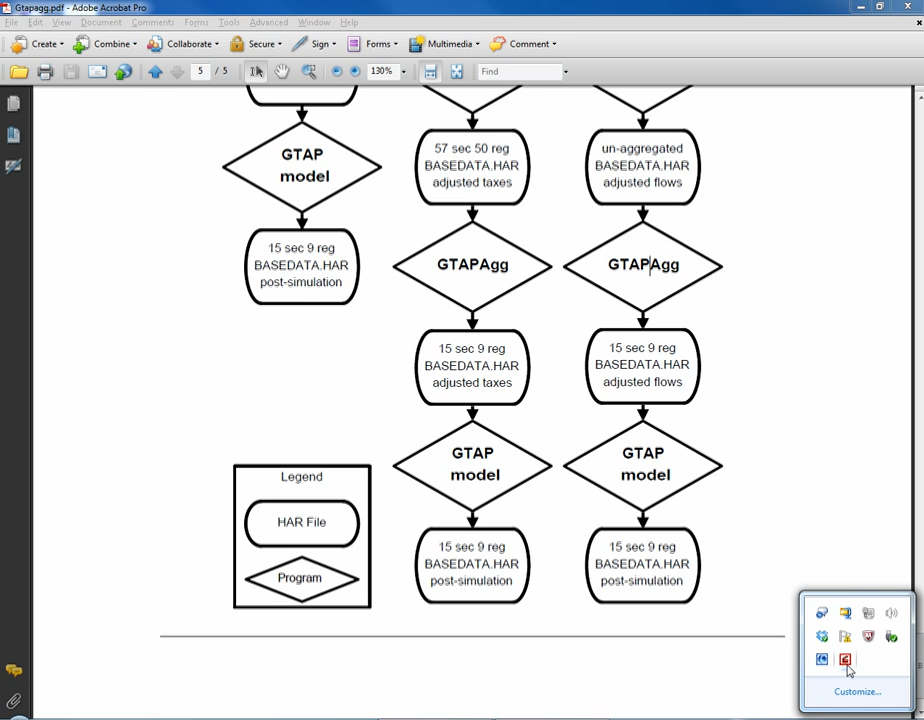 Gtapagg.pdf - Adobe Acrobat Pro
File Edit View Document Comments Forms Tools Advanced Window Help
Create Combine Collaborate Secure Sign Forms Multimedia Comment
5 / 5 130% Find
GTAP
model
15 sec 9 reg
BASEDATA.HAR
post-simulation
57 sec 50 reg
BASEDATA.HAR
adjusted taxes
GTAPAgg
15 sec 9 reg
BASEDATA.HAR
adjusted taxes
GTAP
model
15 sec 9 reg
BASEDATA.HAR
post-simulation
un-aggregated
BASEDATA.HAR
adjusted flows
GTAPAgg
15 sec 9 reg
BASEDATA.HAR
adjusted flows
GTAP
model
15 sec 9 reg
BASEDATA.HAR
post-simulation
Legend
HAR File
Program
Customize...